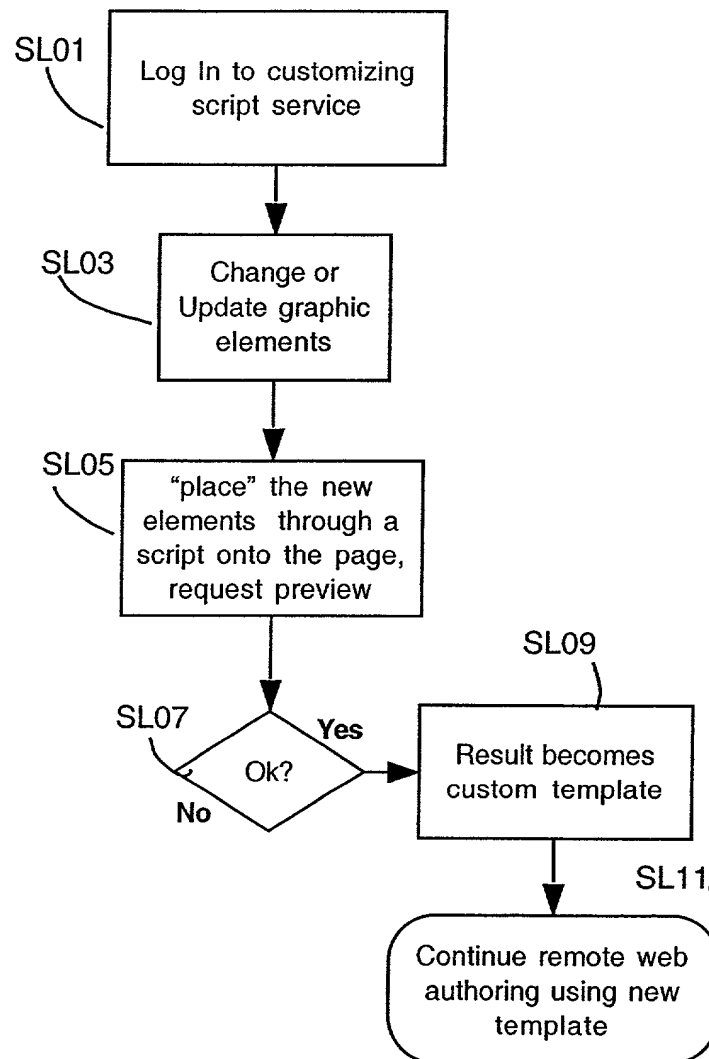 SL01
Log In to customizing
script service
SL03
Change or
Update graphic
elements
SL05
“place” the new
elements through a
script onto the page,
request preview
SL07
Ok?
Yes
No
SL09
Result becomes
custom template
SL11
Continue remote web
authoring using new
template